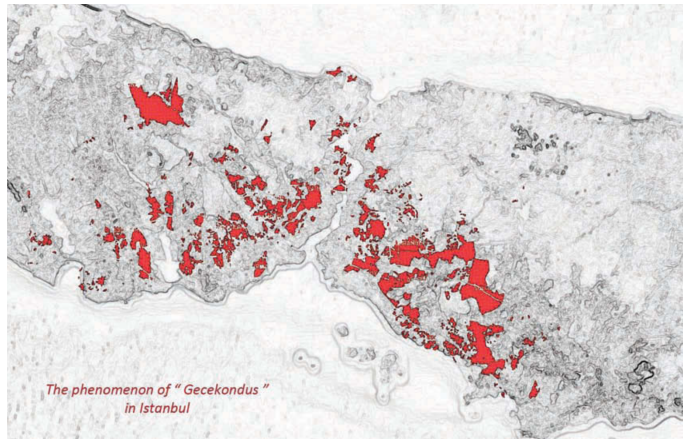 The phenomenon of “ Gecekondus ”
in Istanbul